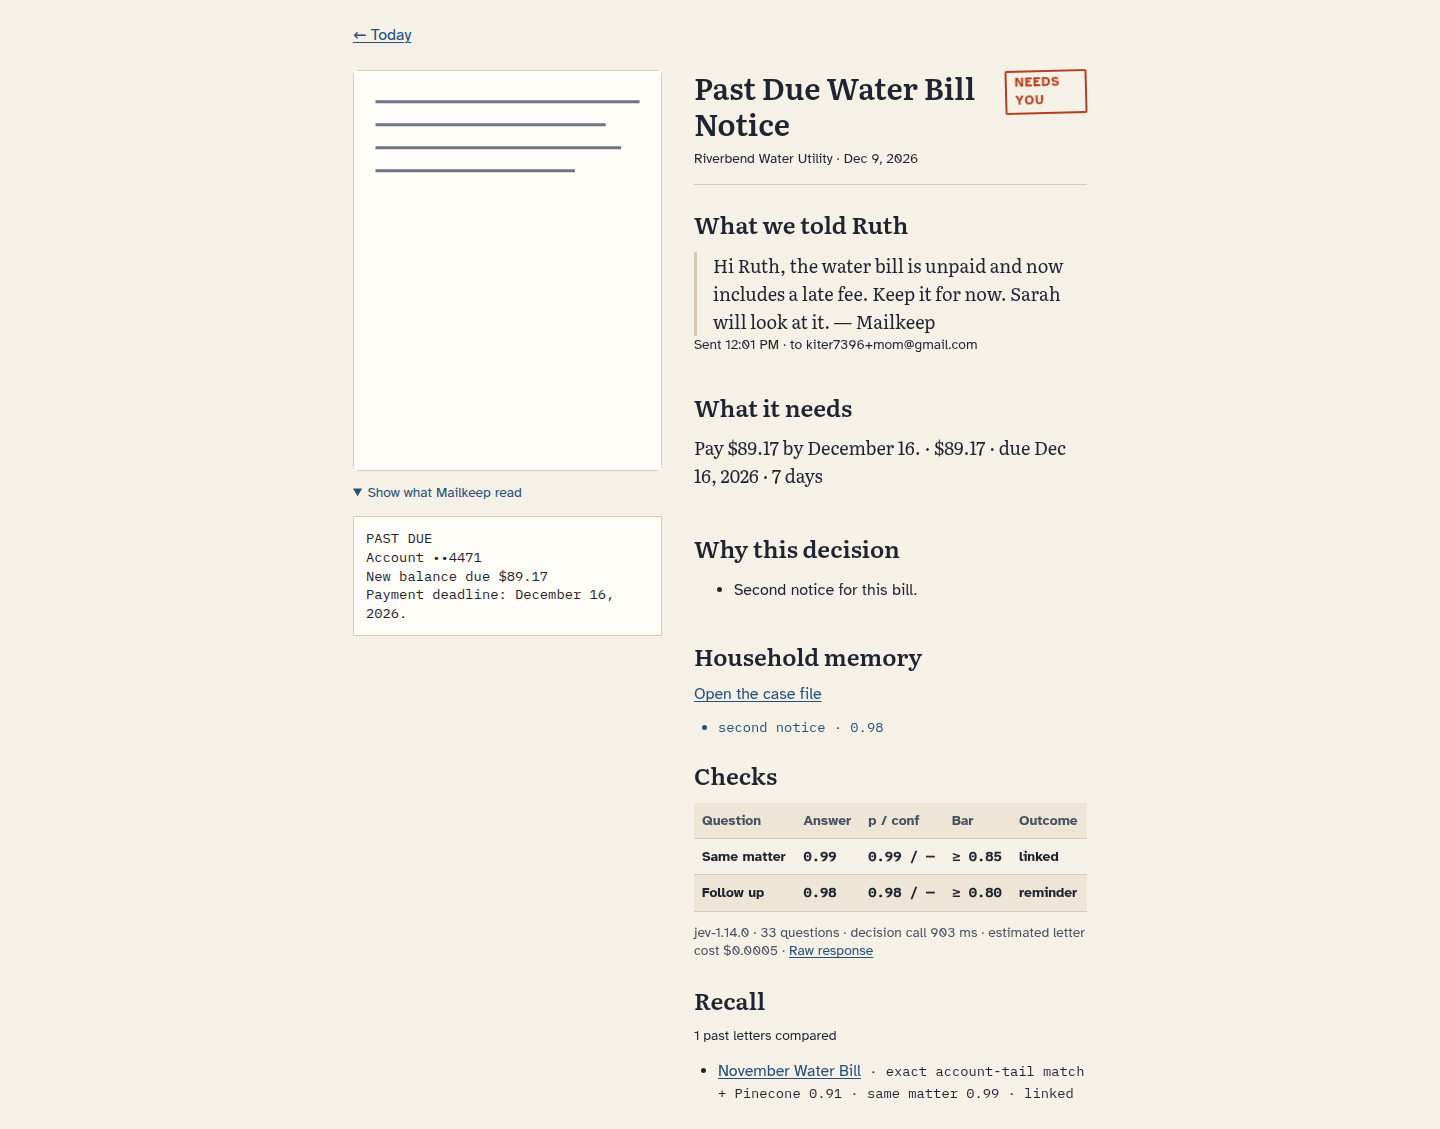 ← Today
Past Due Water Bill
Notice
NEEDS
YOU
Riverbend Water Utility · Dec 9, 2026
What we told Ruth
Hi Ruth, the water bill is unpaid and now
includes a late fee. Keep it for now. Sarah
will look at it. — Mailkeep
Sent 12:01 PM · to kiter7396+mom@gmail.com
What it needs
Pay $89.17 by December 16. · $89.17 · due Dec
16, 2026 · 7 days
▼ Show what Mailkeep read
PAST DUE
Account ••4471
New balance due $89.17
Payment deadline: December 16,
2026.
Why this decision
• Second notice for this bill.
Household memory
Open the case file
• second notice · 0.98
Checks
Question Answer p / conf Bar Outcome
Same matter 0.99 0.99 / — ≥ 0.85 linked
Follow up 0.98 0.98 / — ≥ 0.80 reminder
jev-1.14.0 · 33 questions · decision call 903 ms · estimated letter
cost $0.0005 · Raw response
Recall
1 past letters compared
• November Water Bill · exact account-tail match
+ Pinecone 0.91 · same matter 0.99 · linked